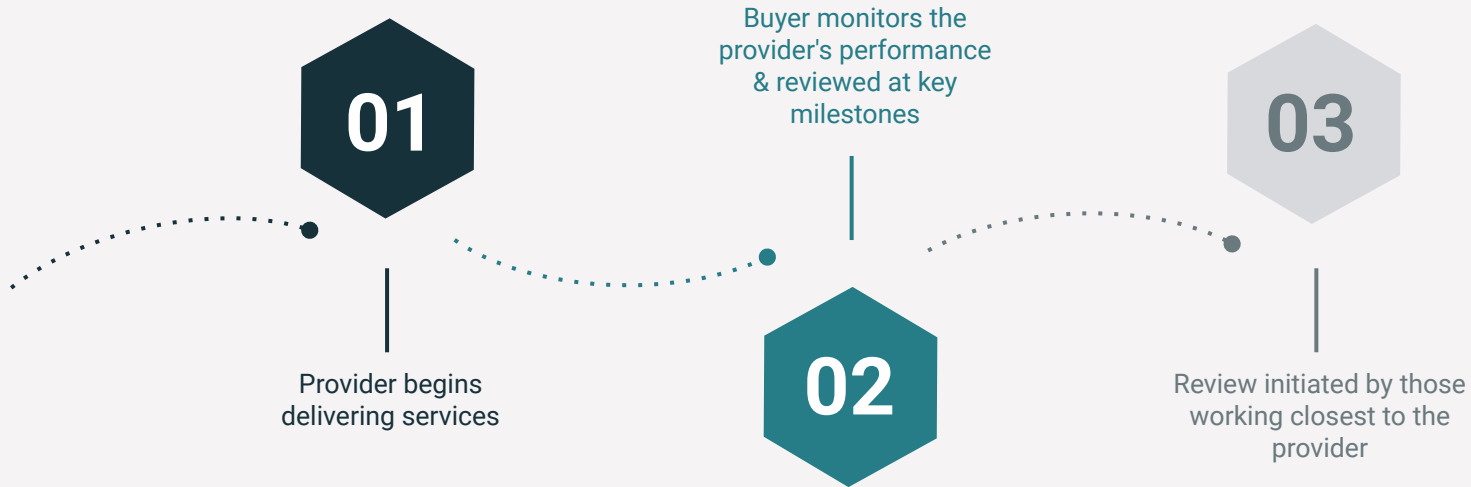 01
Provider begins
delivering services
Buyer monitors the
provider's performance
& reviewed at key
milestones
02
03
Review initiated by those
working closest to the
provider